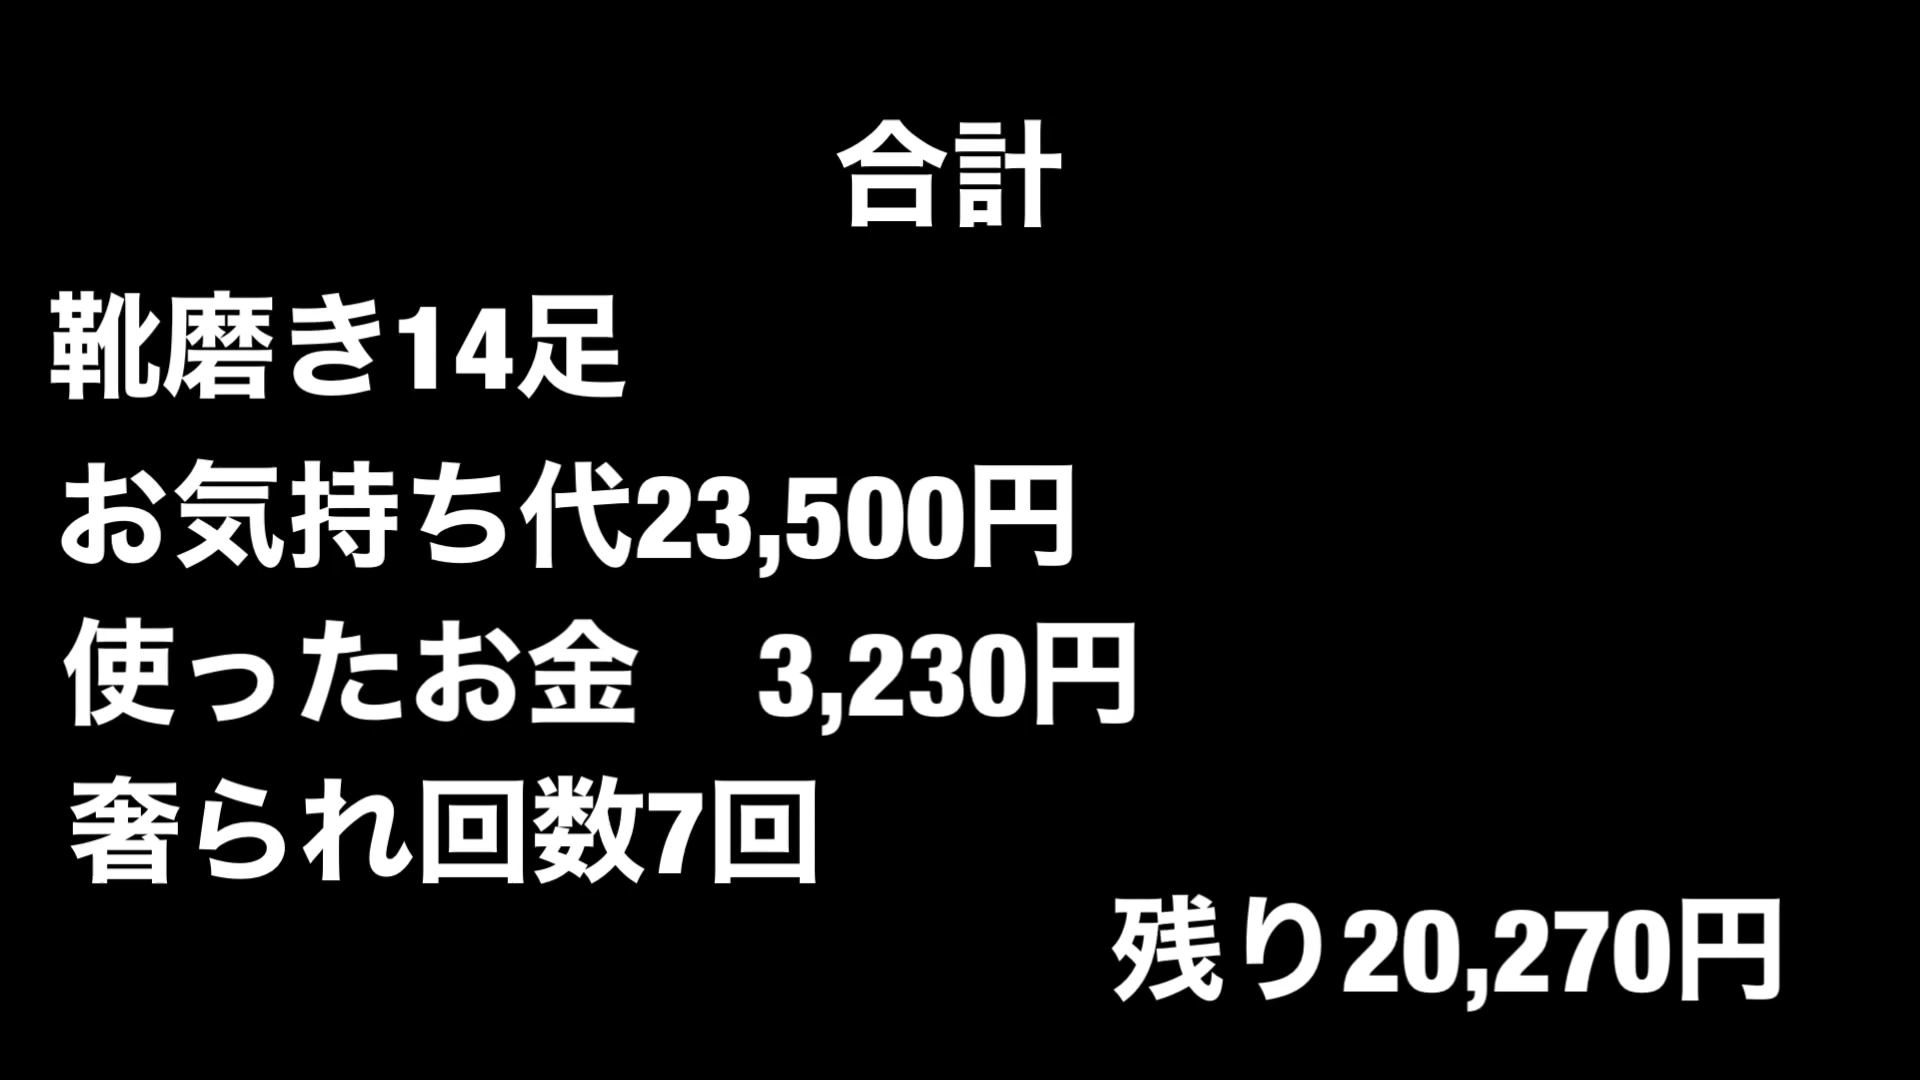 合計
靴磨き14足
お気持ち代23,500円
使ったお金　3,230円
奢られ回数7回
残り20,270円